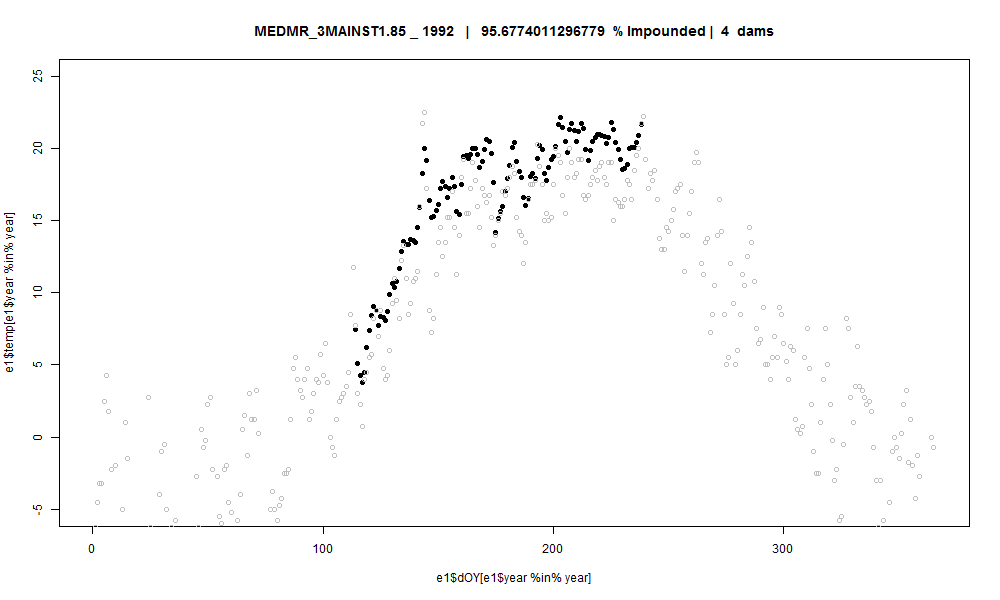 MEDMR_3MAINST1.85 _ 1992 | 95.6774011296779 % Impounded | 4 dams
25
20
15
10
5
0
-5
e1$temp[e1$year %in% year]
0 100 200 300
e1$dOY[e1$year %in% year]